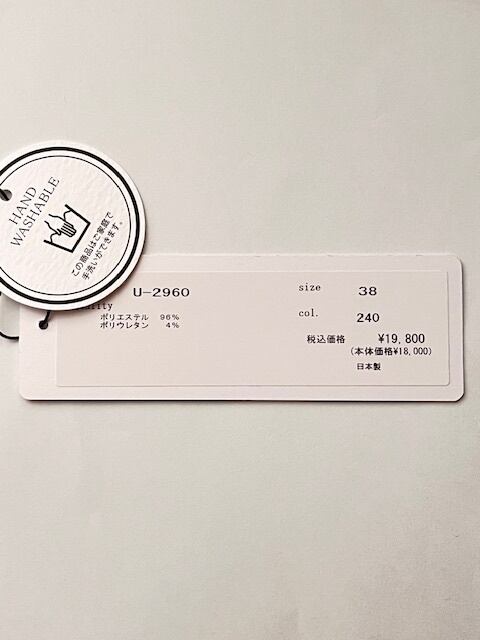 HAND
WASHABLE
この商品はご家庭で
手洗いができます。
U-2960
size 38
col. 240
ポリエステル 96%
ポリウレタン 4%
税込価格 ¥19,800
(本体価格¥18,000)
日本製